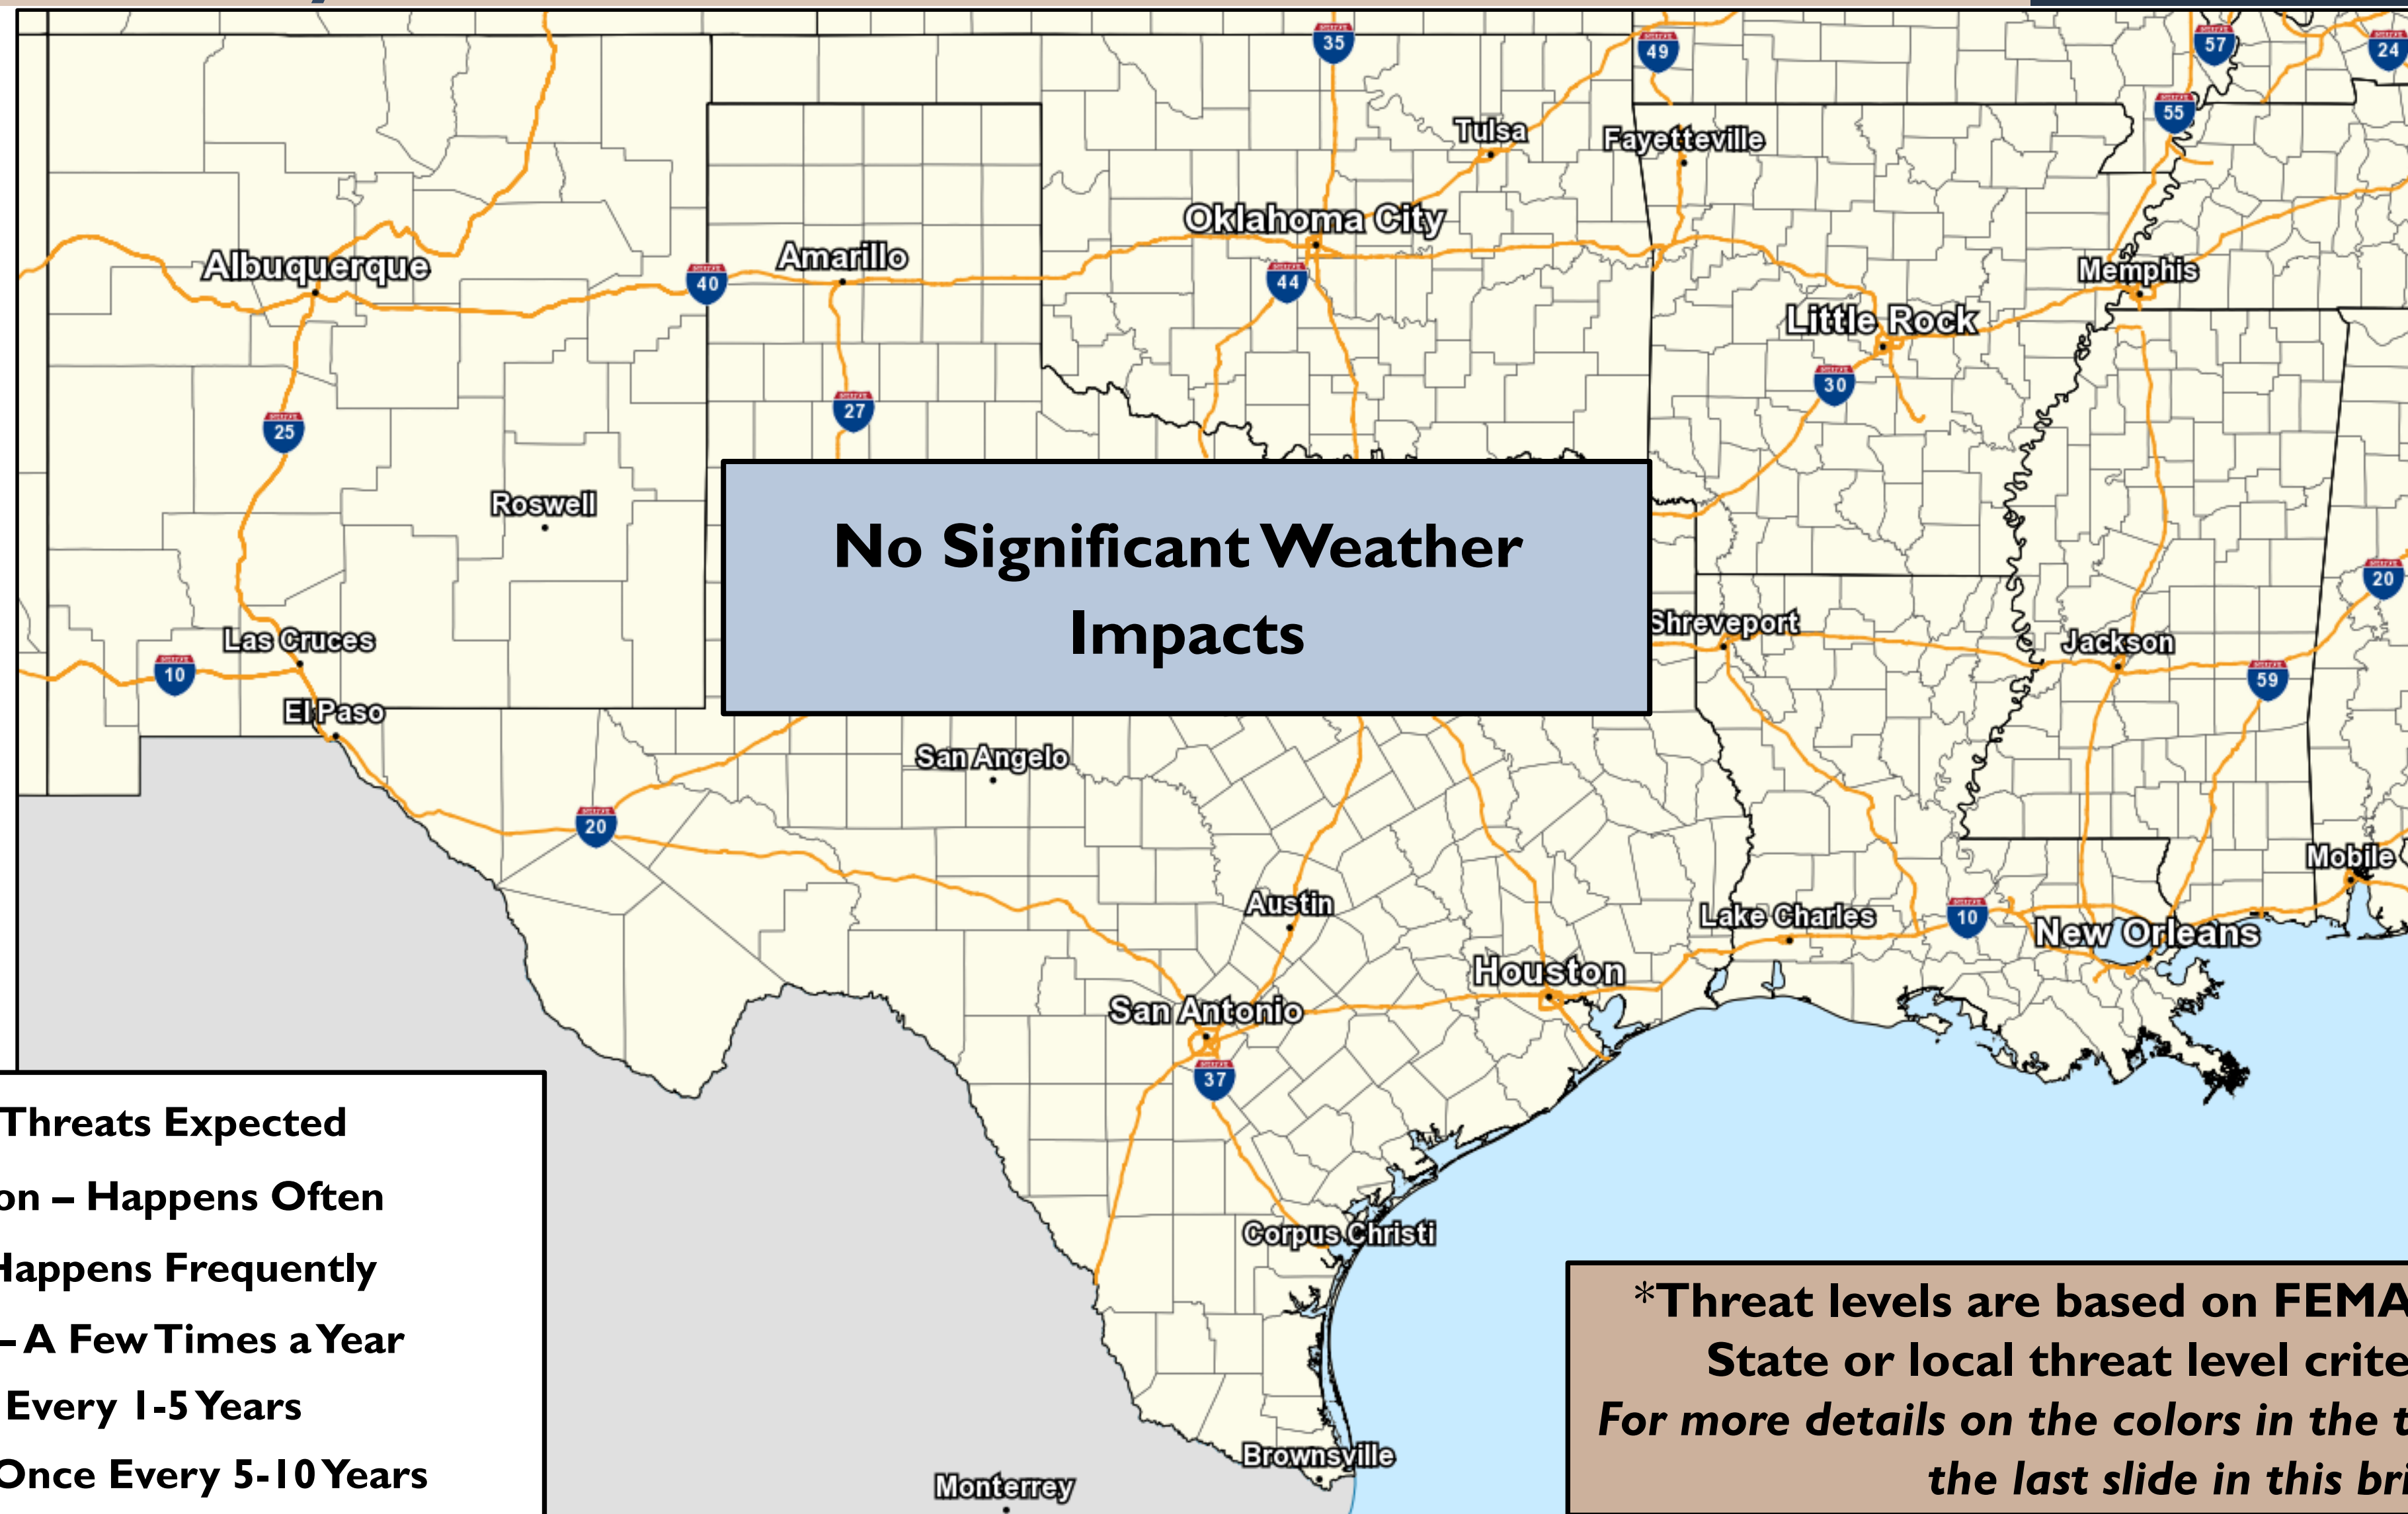 35
49
57
24
55
Tulsa
Fayetteville
Oklahoma City
Albuquerque
Amarillo
40
44
Memphis
Little Rock
30
27
25
Roswell
No Significant Weather
Impacts
20
Shreveport
Las Cruces
Jackson
10
59
El Paso
San Angelo
20
Mobile
Austin
Lake Charles
10
New Orleans
Houston
San Antonio
37
Corpus Christi
Brownsville
Monterrey
Threats Expected
on – Happens Often
Happens Frequently
– A Few Times a Year
Every 1-5 Years
Once Every 5-10 Years
*Threat levels are based on FEMA
State or local threat level crite
For more details on the colors in the t
the last slide in this bri